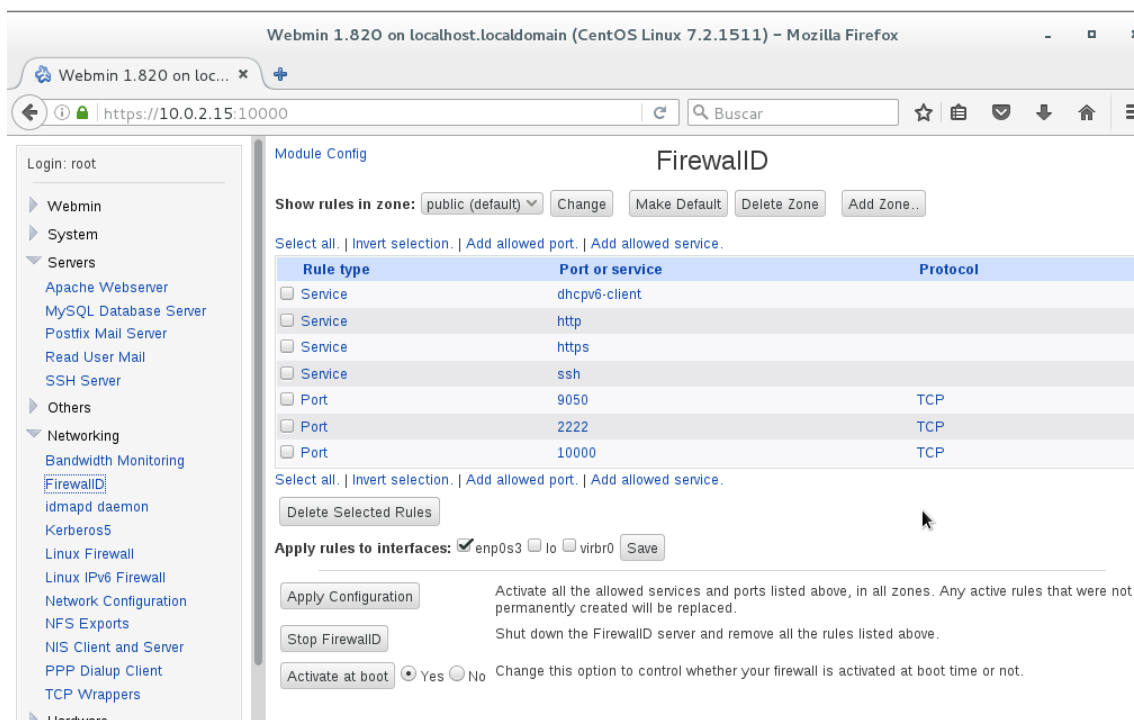 Webmin 1.820 on localhost.localdomain (CentOS Linux 7.2.1511) – Mozilla Firefox
Webmin 1.820 on loc...
https://10.0.2.15:10000
Buscar
Login: root
Webmin
System
Servers
Apache Webserver
MySQL Database Server
Postfix Mail Server
Read User Mail
SSH Server
Others
Networking
Bandwidth Monitoring
FirewallD
idmapd daemon
Kerberos5
Linux Firewall
Linux IPv6 Firewall
Network Configuration
NFS Exports
NIS Client and Server
PPP Dialup Client
TCP Wrappers
Hardware
Module Config
FirewallD
Show rules in zone: public (default) Change Make Default Delete Zone Add Zone..
Select all. | Invert selection. | Add allowed port. | Add allowed service.
Rule type Port or service Protocol
Service dhcpv6-client
Service http
Service https
Service ssh
Port 9050 TCP
Port 2222 TCP
Port 10000 TCP
Select all. | Invert selection. | Add allowed port. | Add allowed service.
Delete Selected Rules
Apply rules to interfaces: enp0s3 lo virbr0 Save
Apply Configuration Activate all the allowed services and ports listed above, in all zones. Any active rules that were not
permanently created will be replaced.
Stop FirewallD Shut down the FirewallD server and remove all the rules listed above.
Activate at boot Yes No Change this option to control whether your firewall is activated at boot time or not.